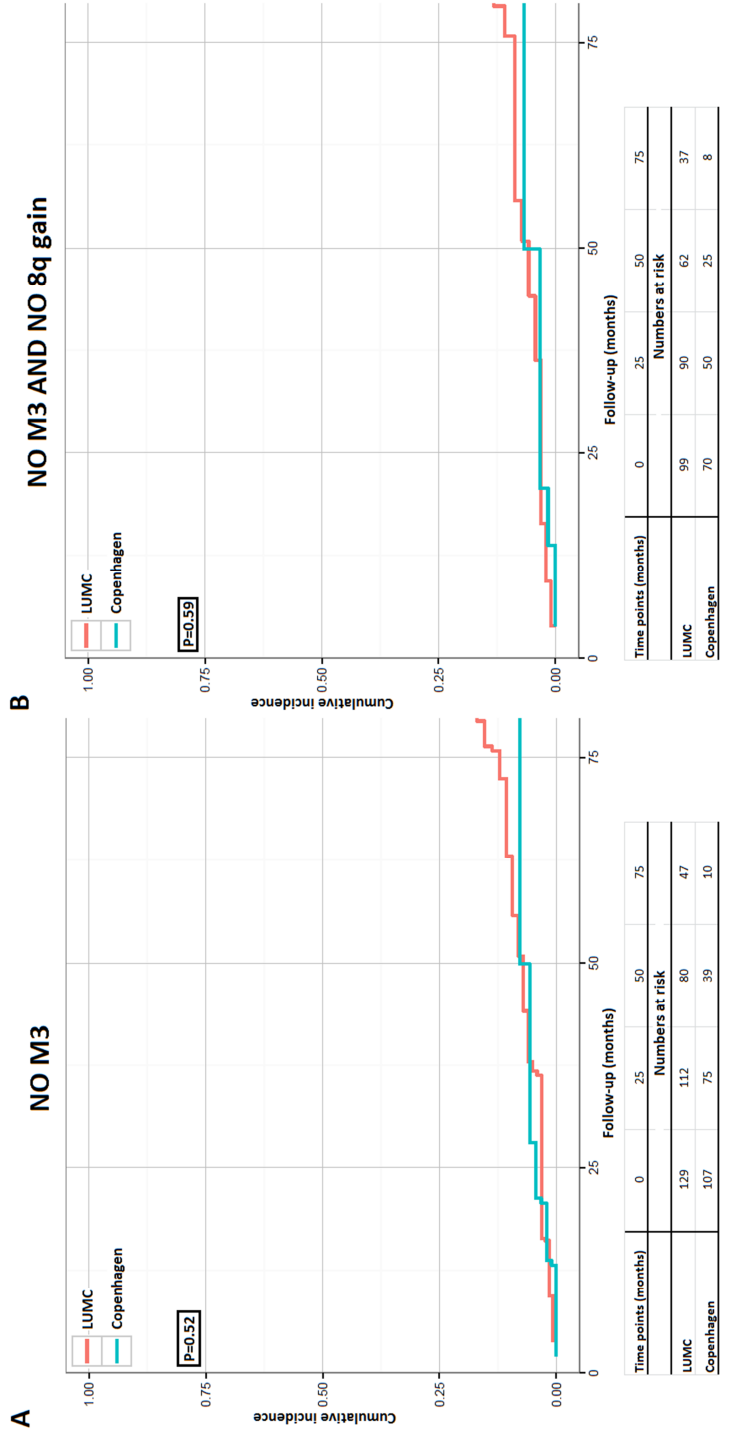 A
NO M3
LUMC
Copenhagen
P=0.52
Cumulative incidence
1.00
0.75
0.50
0.25
0.00
0 25 50 75
Follow-up (months)
Time points (months) 0 25 50 75
Numbers at risk
LUMC 129 112 80 47
Copenhagen 107 75 39 10
B
NO M3 AND NO 8q gain
LUMC
Copenhagen
P=0.59
Cumulative incidence
1.00
0.75
0.50
0.25
0.00
0 25 50 75
Follow-up (months)
Time points (months) 0 25 50 75
Numbers at risk
LUMC 99 90 62 37
Copenhagen 70 50 25 8